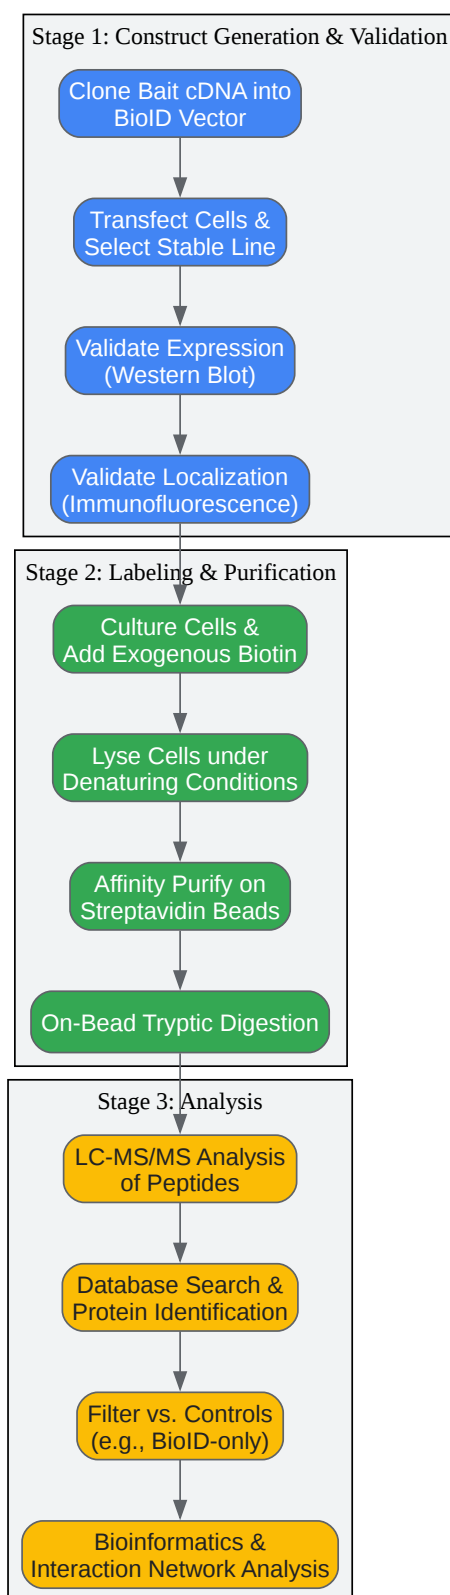 Stage 1: Construct Generation & Validation
Clone Bait cDNA into
BioID Vector
Transfect Cells &
Select Stable Line
Validate Expression
(Western Blot)
Validate Localization
(Immunofluorescence)
Stage 2: Labeling & Purification
Culture Cells &
Add Exogenous Biotin
Lyse Cells under
Denaturing Conditions
Affinity Purify on
Streptavidin Beads
On-Bead Tryptic Digestion
Stage 3: Analysis
LC-MS/MS Analysis
of Peptides
Database Search &
Protein Identification
Filter vs. Controls
(e.g., BioID-only)
Bioinformatics &
Interaction Network Analysis